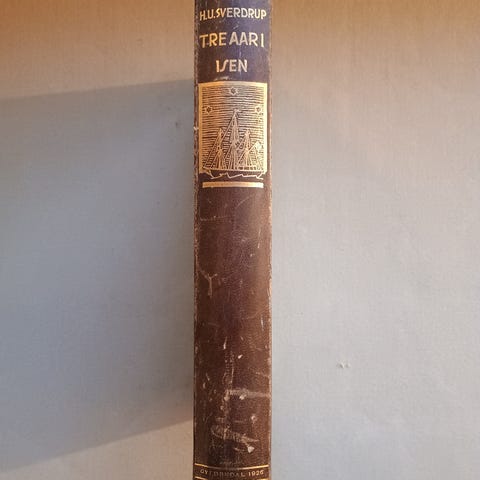 H.U.SVERDRUP
TRE AAR I
ISEN
GYLDENDAL 1926